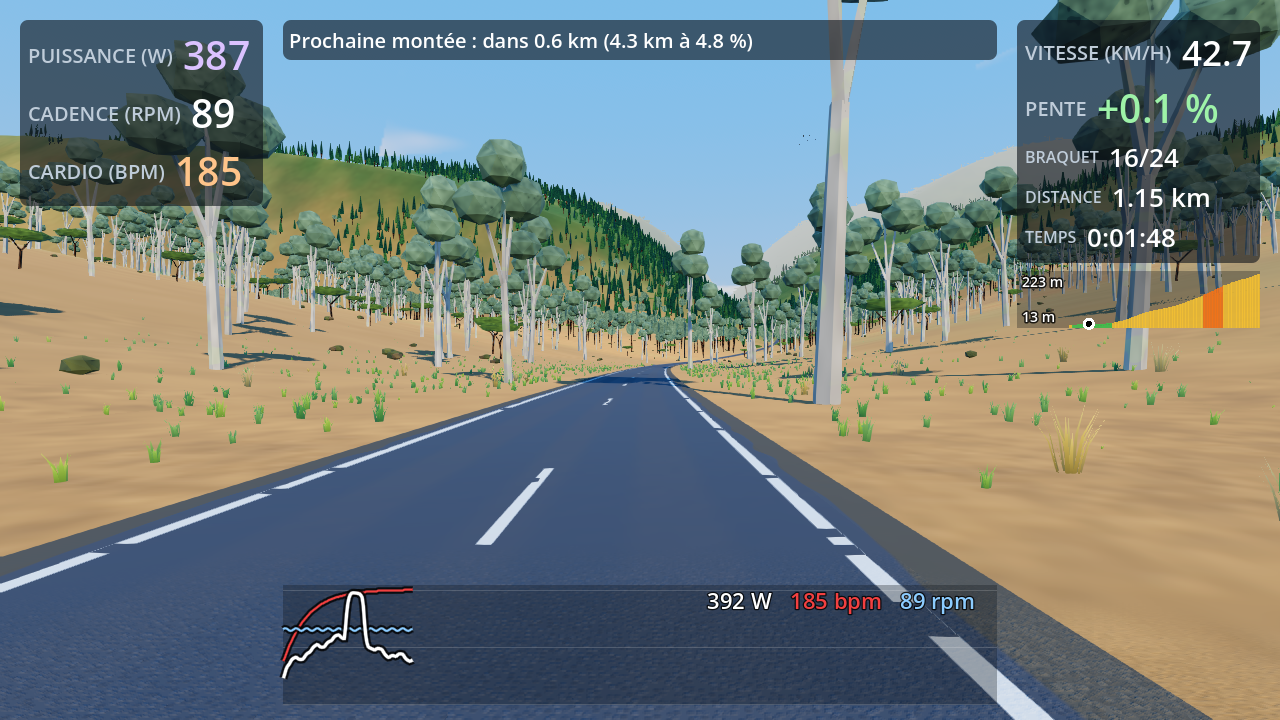 PUISSANCE (W) 387
CADENCE (RPM) 89
CARDIO (BPM) 185
Prochaine montée : dans 0.6 km (4.3 km à 4.8 %)
VITESSE (KM/H) 42.7
PENTE +0.1 %
BRAQUET 16/24
DISTANCE 1.15 km
TEMPS 0:01:48
223 m
13 m
392 W 185 bpm 89 rpm